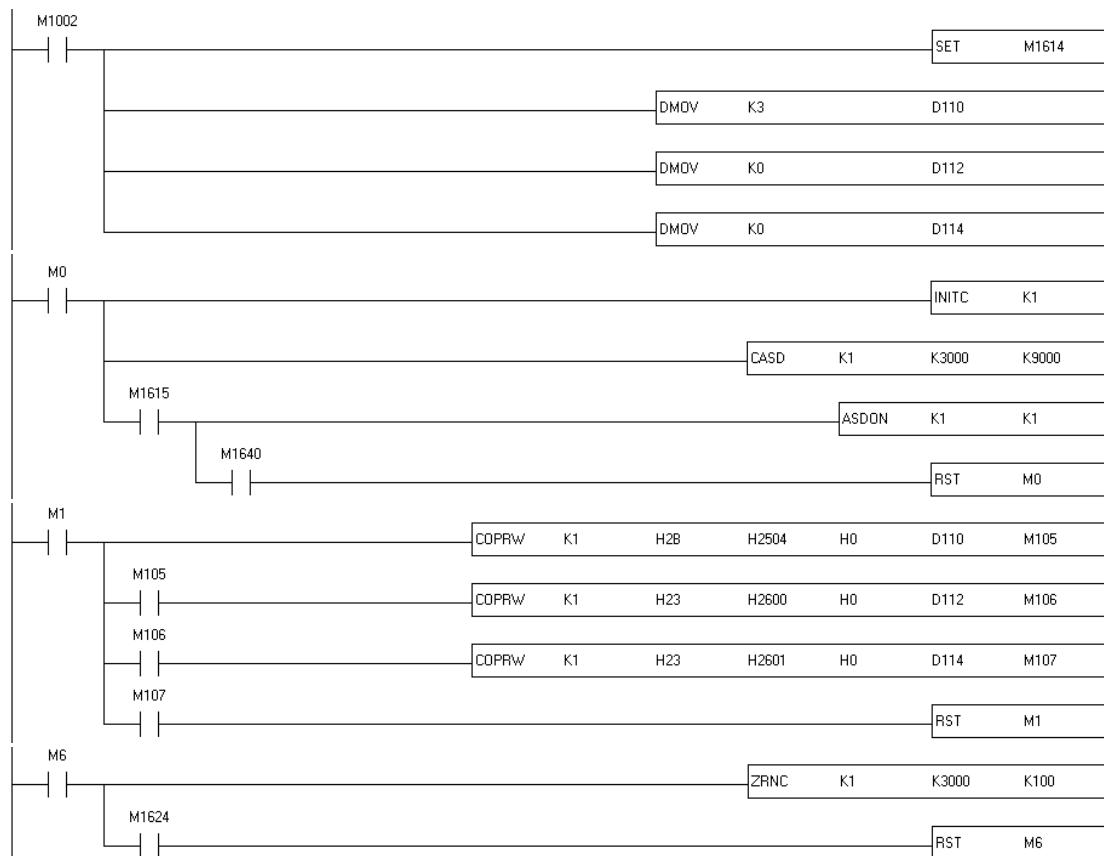 M1002
SET M1614
DMOV K3 D110
DMOV K0 D112
DMOV K0 D114
M0
INITC K1
CASD K1 K3000 K9000
M1615
ASDON K1 K1
M1640
RST M0
M1
COPRW K1 H2B H2504 H0 D110 M105
M105
COPRW K1 H23 H2600 H0 D112 M106
M106
COPRW K1 H23 H2601 H0 D114 M107
M107
RST M1
M6
ZRNC K1 K3000 K100
M1624
RST M6